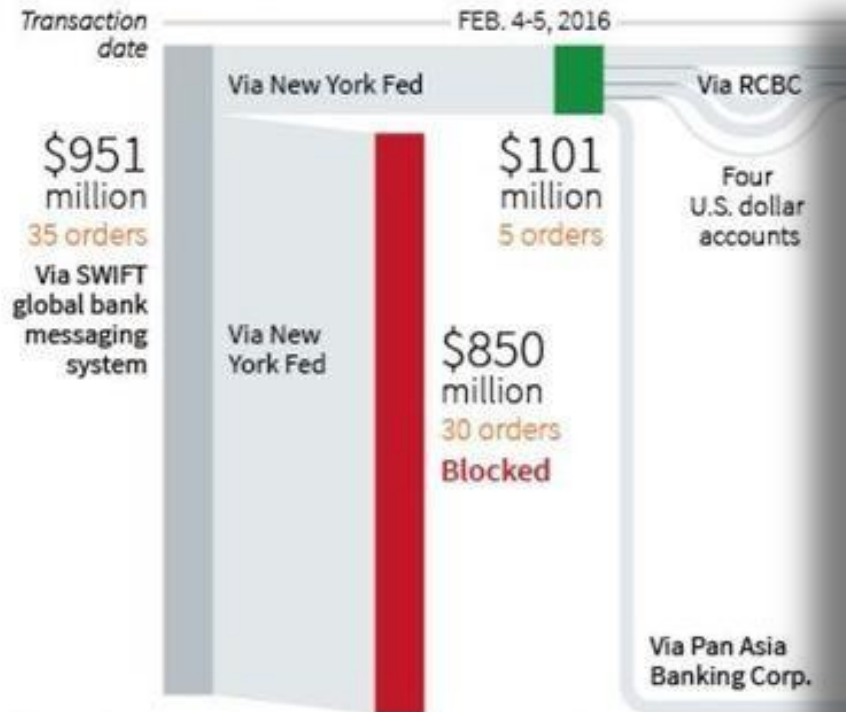 Transaction
date
FEB. 4-5, 2016
Via New York Fed
Via RCBC
$951
million
35 orders
Via SWIFT
global bank
messaging
system
$101
million
5 orders
Four
U.S. dollar
accounts
Via New
York Fed
$850
million
30 orders
Blocked
Via Pan Asia
Banking Corp.